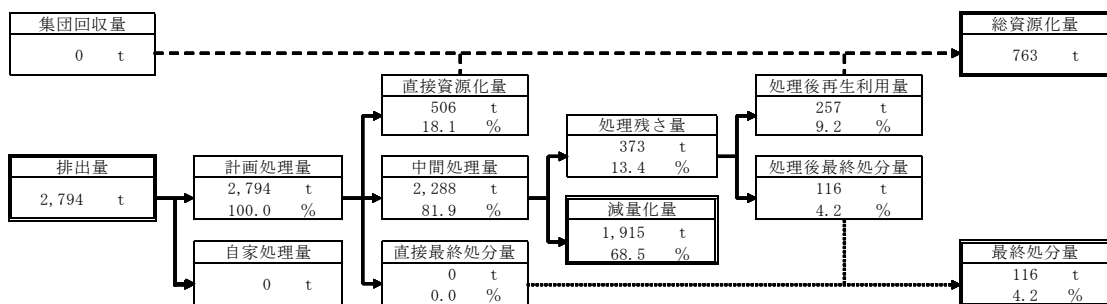 集団回収量
0 t
総資源化量
763 t
直接資源化量
506 t
18.1 %
処理後再生利用量
257 t
9.2 %
処理残さ量
373 t
13.4 %
排出量
2,794 t
計画処理量
2,794 t
100.0 %
中間処理量
2,288 t
81.9 %
処理後最終処分量
116 t
4.2 %
減量化量
1,915 t
68.5 %
自家処理量
0 t
直接最終処分量
0 t
0.0 %
最終処分量
116 t
4.2 %